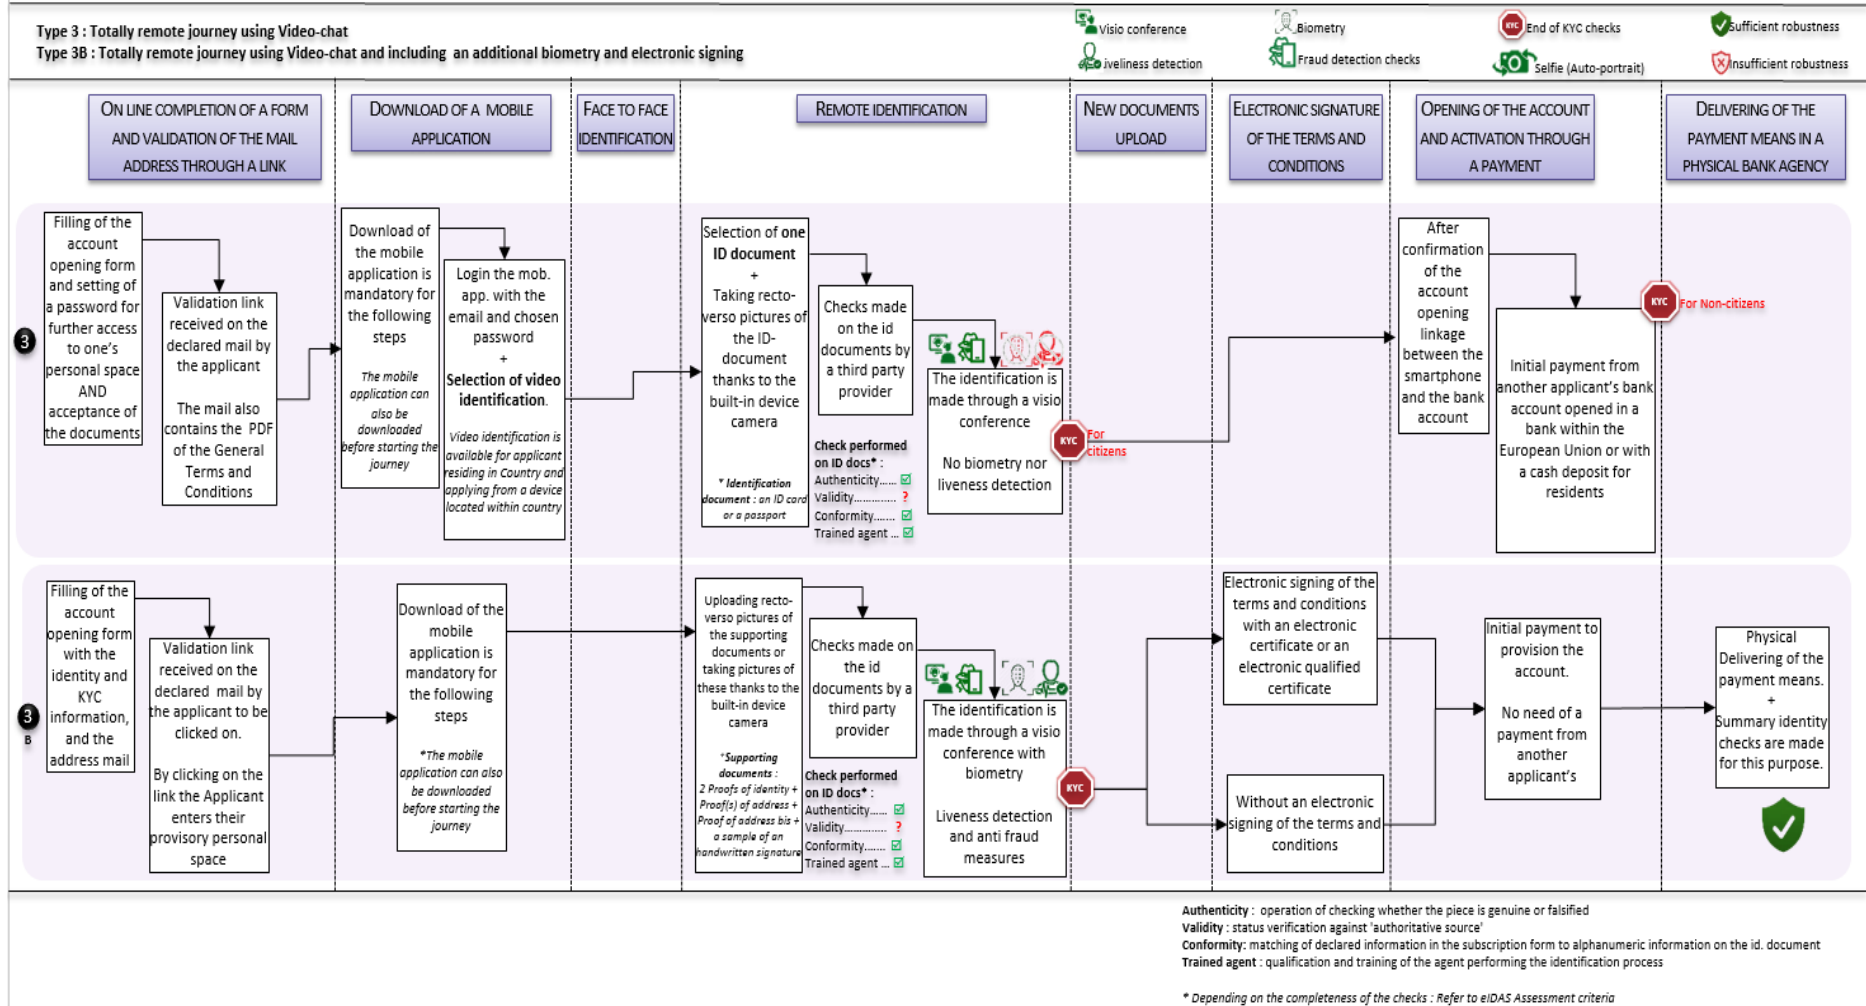 Type 3 : Totally remote journey using Video-chat
Type 3B : Totally remote journey using Video-chat and including an additional biometry and electronic signing
Visio conference
Biometry
KYC
End of KYC checks
Sufficient robustness
Liveliness detection
Fraud detection checks
Selfie (Auto-portrait)
Insufficient robustness
ON LINE COMPLETION OF A FORM
AND VALIDATION OF THE MAIL
ADDRESS THROUGH A LINK
DOWNLOAD OF A MOBILE
APPLICATION
FACE TO FACE
IDENTIFICATION
REMOTE IDENTIFICATION
NEW DOCUMENTS
UPLOAD
ELECTRONIC SIGNATURE
OF THE TERMS AND
CONDITIONS
OPENING OF THE ACCOUNT
AND ACTIVATION THROUGH
A PAYMENT
DELIVERING OF THE
PAYMENT MEANS IN A
PHYSICAL BANK AGENCY
3
Filling of the
account
opening form
and setting of
a password for
further access
to one's
personal space
AND
acceptance of
the documents
Validation link
received on the
declared mail by
the applicant
The mail also
contains the PDF
of the General
Terms and
Conditions
Download of
the mobile
application is
mandatory for
the following
steps
The mobile
application can
also be
downloaded
before starting the
journey
Login the mob.
app. with the
email and chosen
password
+
Selection of video
identification.
Video identification is
available for applicant
residing in Country and
applying from a device
located within country
Selection of one
ID document
+
Taking recto-
verso pictures of
the ID-
document
thanks to the
built-in device
camera
* Identification
document : an ID card
or a passport
Checks made
on the id
documents by
a third party
provider
Check performed
on ID docs* :
Authenticity......
Validity............... ?
Conformity.......
Trained agent ...
The identification is
made through a visio
conference
No biometry nor
liveness detection
KYC
For
citizens
After
confirmation
of the
account
opening
linkage
between the
smartphone
and the bank
account
Initial payment from
another applicant's bank
account opened in a
bank within the
European Union or with
a cash deposit for
residents
KYC
For Non-citizens
3
B
Filling of the
account
opening form
with the
identity and
KYC
information,
and the
address mail
Validation link
received on the
declared mail by
the applicant to be
clicked on.
By clicking on the
link the Applicant
enters their
provisory personal
space
Download of the
mobile
application is
mandatory for
the following
steps
*The mobile
application can also
be downloaded
before starting the
journey
Uploading recto-
verso pictures of
the supporting
documents or
taking pictures of
these thanks to the
built-in device
camera
*Supporting
documents :
2 Proofs of identity +
Proof(s) of address +
Proof of address bis +
a sample of an
handwritten signature
Checks made on
the id
documents by a
third party
provider
Check performed
on ID docs* :
Authenticity......
Validity............... ?
Conformity.......
Trained agent ...
The identification is
made through a visio
conference with
biometry
Liveness detection
and anti fraud
measures
KYC
Electronic signing of the
terms and conditions
with an electronic
certificate or an
electronic qualified
certificate
Without an electronic
signing of the terms and
conditions
Initial payment to
provision the
account.
No need of a
payment from
another
applicant's
Physical
Delivering of the
payment means.
+
Summary identity
checks are made
for this purpose.
Authenticity : operation of checking whether the piece is genuine or falsified
Validity : status verification against 'authoritative source'
Conformity: matching of declared information in the subscription form to alphanumeric information on the id. document
Trained agent : qualification and training of the agent performing the identification process
* Depending on the completeness of the checks : Refer to eIDAS Assessment criteria